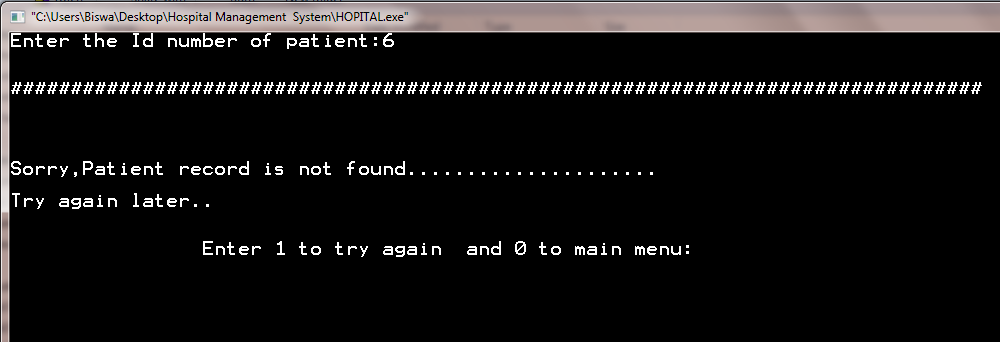 "C:\Users\Biswa\Desktop\Hospital Management  System\HOPITAL.exe"
Enter the Id number of patient:6
#################################################################################
Sorry,Patient record is not found.....................
Try again later..
Enter 1 to try again  and 0 to main menu: